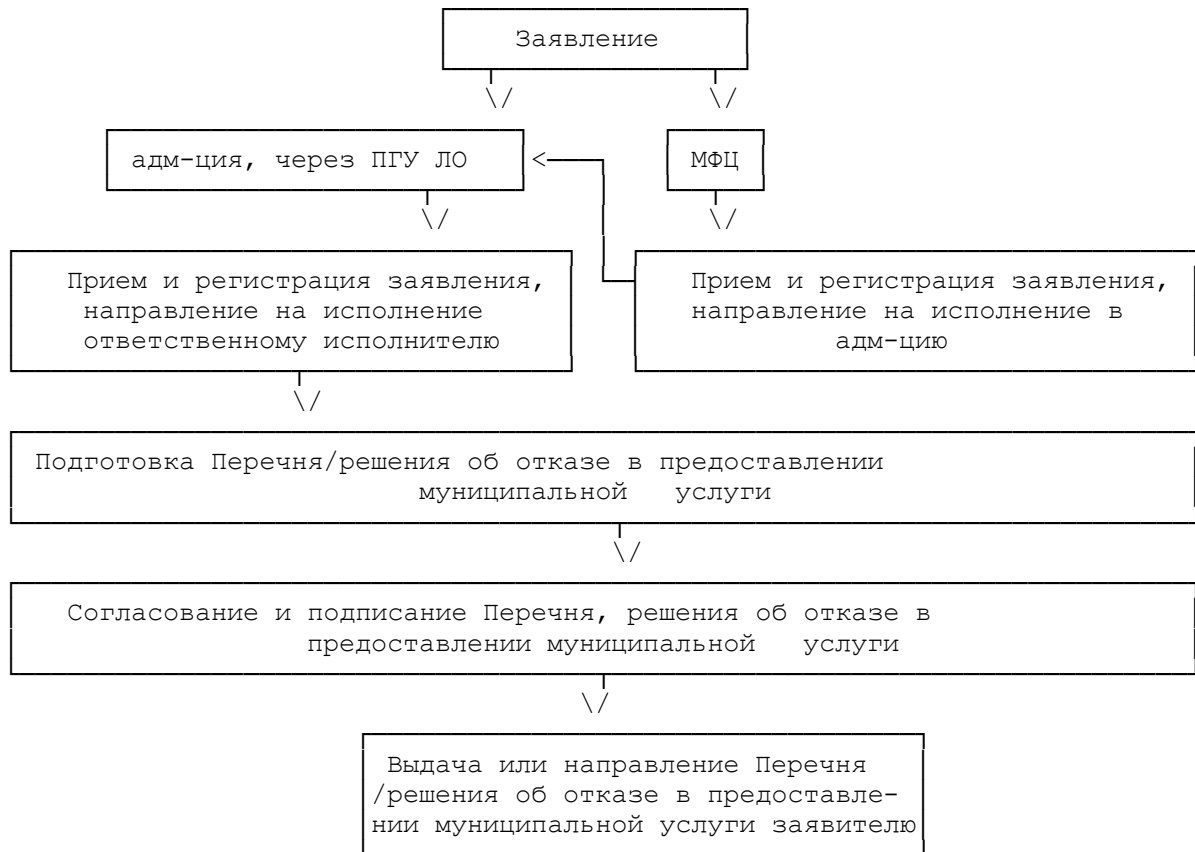 Заявление
адм-ция, через ПГУ ЛО
МФЦ
Прием и регистрация заявления,
направление на исполнение
ответственному исполнителю
Прием и регистрация заявления,
направление на исполнение в
адм-цию
Подготовка Перечня/решения об отказе в предоставлении
муниципальной услуги
Согласование и подписание Перечня, решения об отказе в
предоставлении муниципальной услуги
Выдача или направление Перечня
/решения об отказе в предоставле-
нии муниципальной услуги заявителю